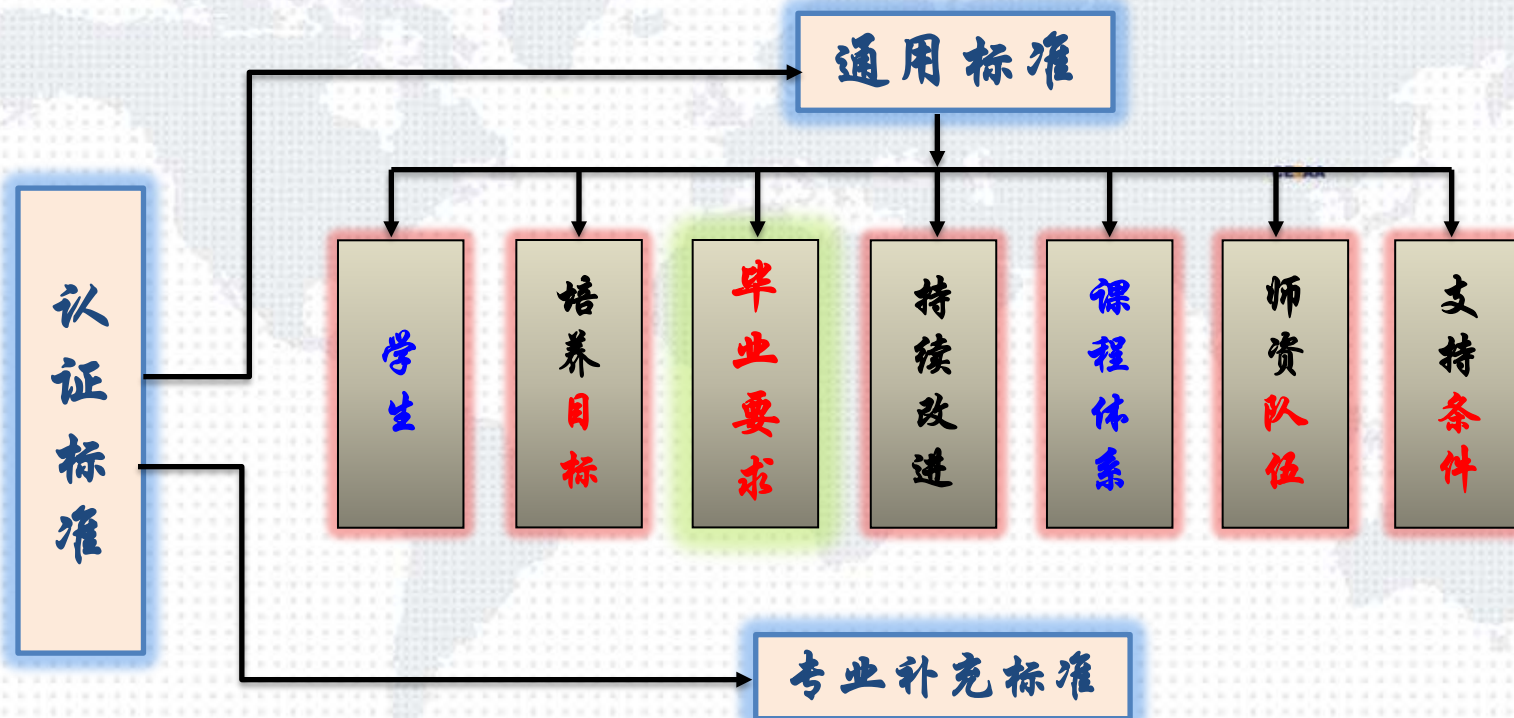 通用标准
认证标准
学生
培养目标
毕业要求
持续改进
课程体系
师资队伍
支持条件
专业补充标准